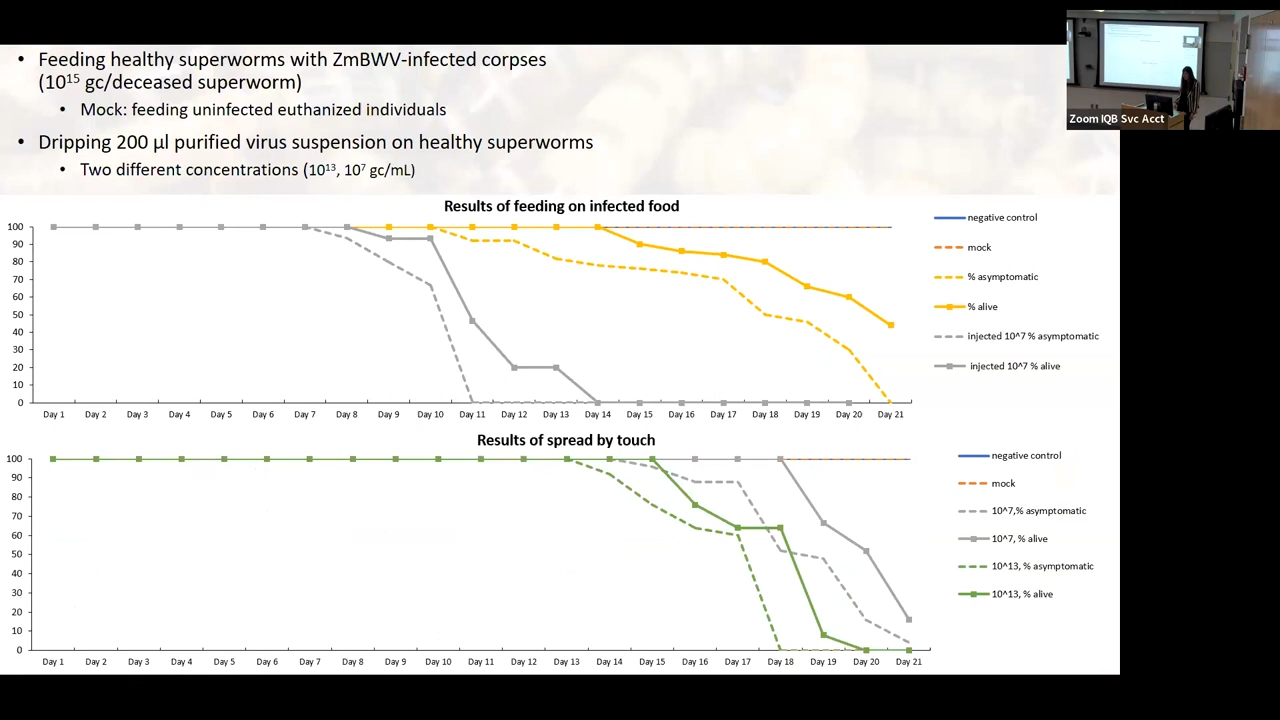 • Feeding healthy superworms with ZmBWV-infected corpses
(10¹⁵ gc/deceased superworm)
• Mock: feeding uninfected euthanized individuals
• Dripping 200 µl purified virus suspension on healthy superworms
• Two different concentrations (10¹³, 10⁷ gc/mL)
Zoom IQB Svc Acct
Results of feeding on infected food
100
90
80
70
60
50
40
30
20
10
0
Day 1 Day 2 Day 3 Day 4 Day 5 Day 6 Day 7 Day 8 Day 9 Day 10 Day 11 Day 12 Day 13 Day 14 Day 15 Day 16 Day 17 Day 18 Day 19 Day 20 Day 21
negative control
mock
% asymptomatic
% alive
injected 10^7 % asymptomatic
injected 10^7 % alive
Results of spread by touch
100
90
80
70
60
50
40
30
20
10
0
Day 1 Day 2 Day 3 Day 4 Day 5 Day 6 Day 7 Day 8 Day 9 Day 10 Day 11 Day 12 Day 13 Day 14 Day 15 Day 16 Day 17 Day 18 Day 19 Day 20 Day 21
negative control
mock
10^7,% asymptomatic
10^7, % alive
10^13, % asymptomatic
10^13, % alive